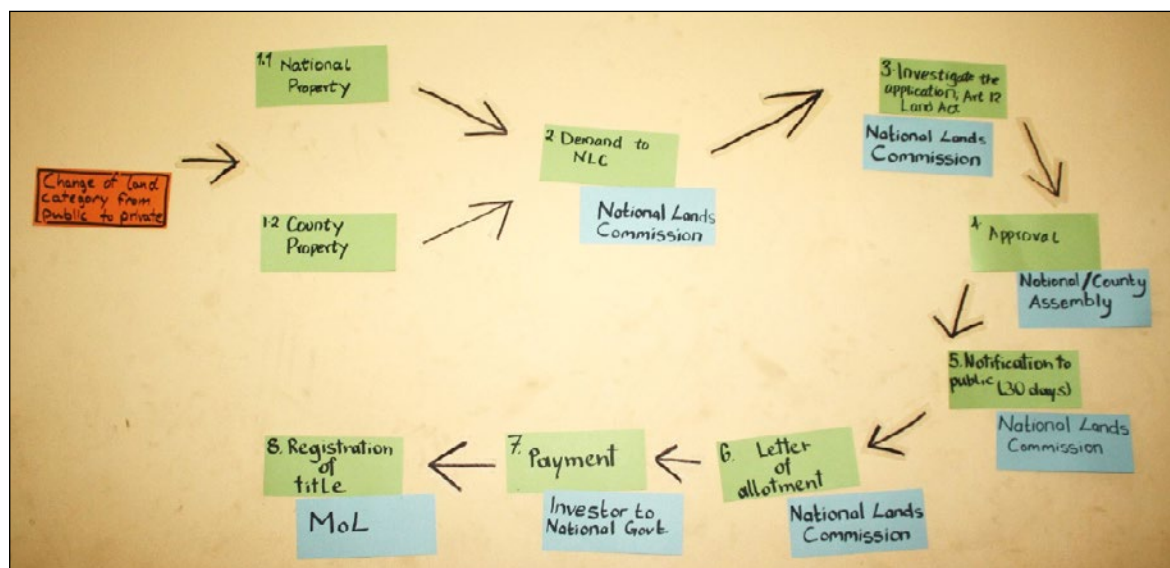 Change of land
category from
public to private
1.1 National
Property
1.2 County
Property
2 Demand to
NLC
National Lands
Commission
3. Investigate the
application; Art 12
Land Act
National Lands
Commission
4. Approval
National/County
Assembly
5. Notification to
public (30 days)
National Lands
Commission
6. Letter
of
allotment
National Lands
Commission
7. Payment
Investor to
National Govt.
8. Registration
of
title
MoL